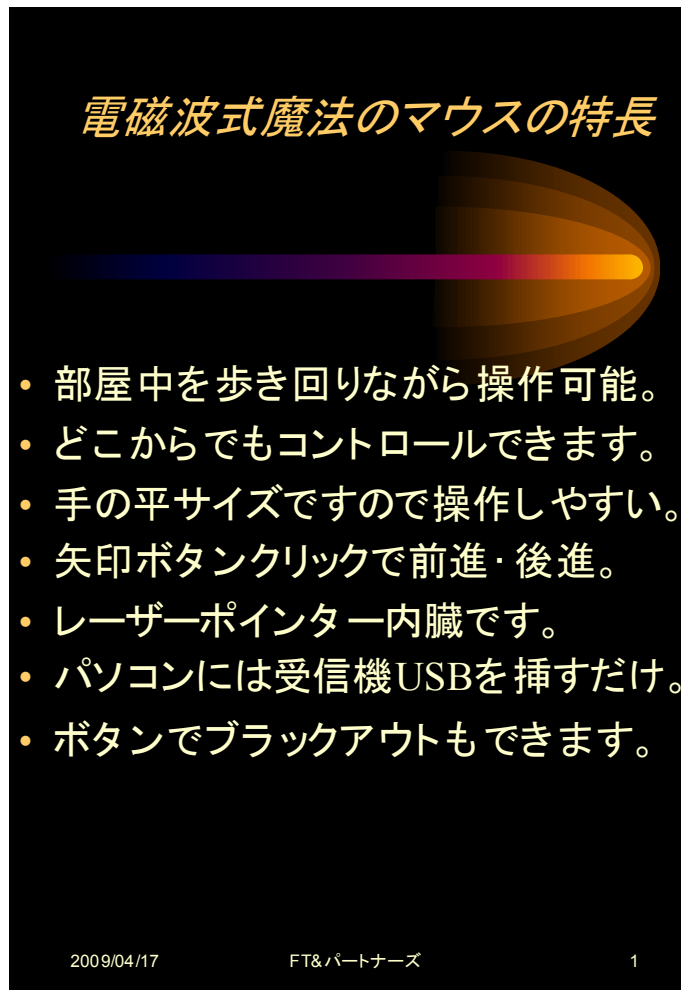 電磁波式魔法のマウスの特長
• 部屋中を歩き回りながら操作可能。
• どこからでもコントロールできます。
• 手の平サイズですので操作しやすい。
• 矢印ボタンクリックで前進・後進。
• レーザーポインター内臓です。
• パソコンには受信機USBを挿すだけ。
• ボタンでブラックアウトもできます。
2009/04/17 FT&パートナーズ 1